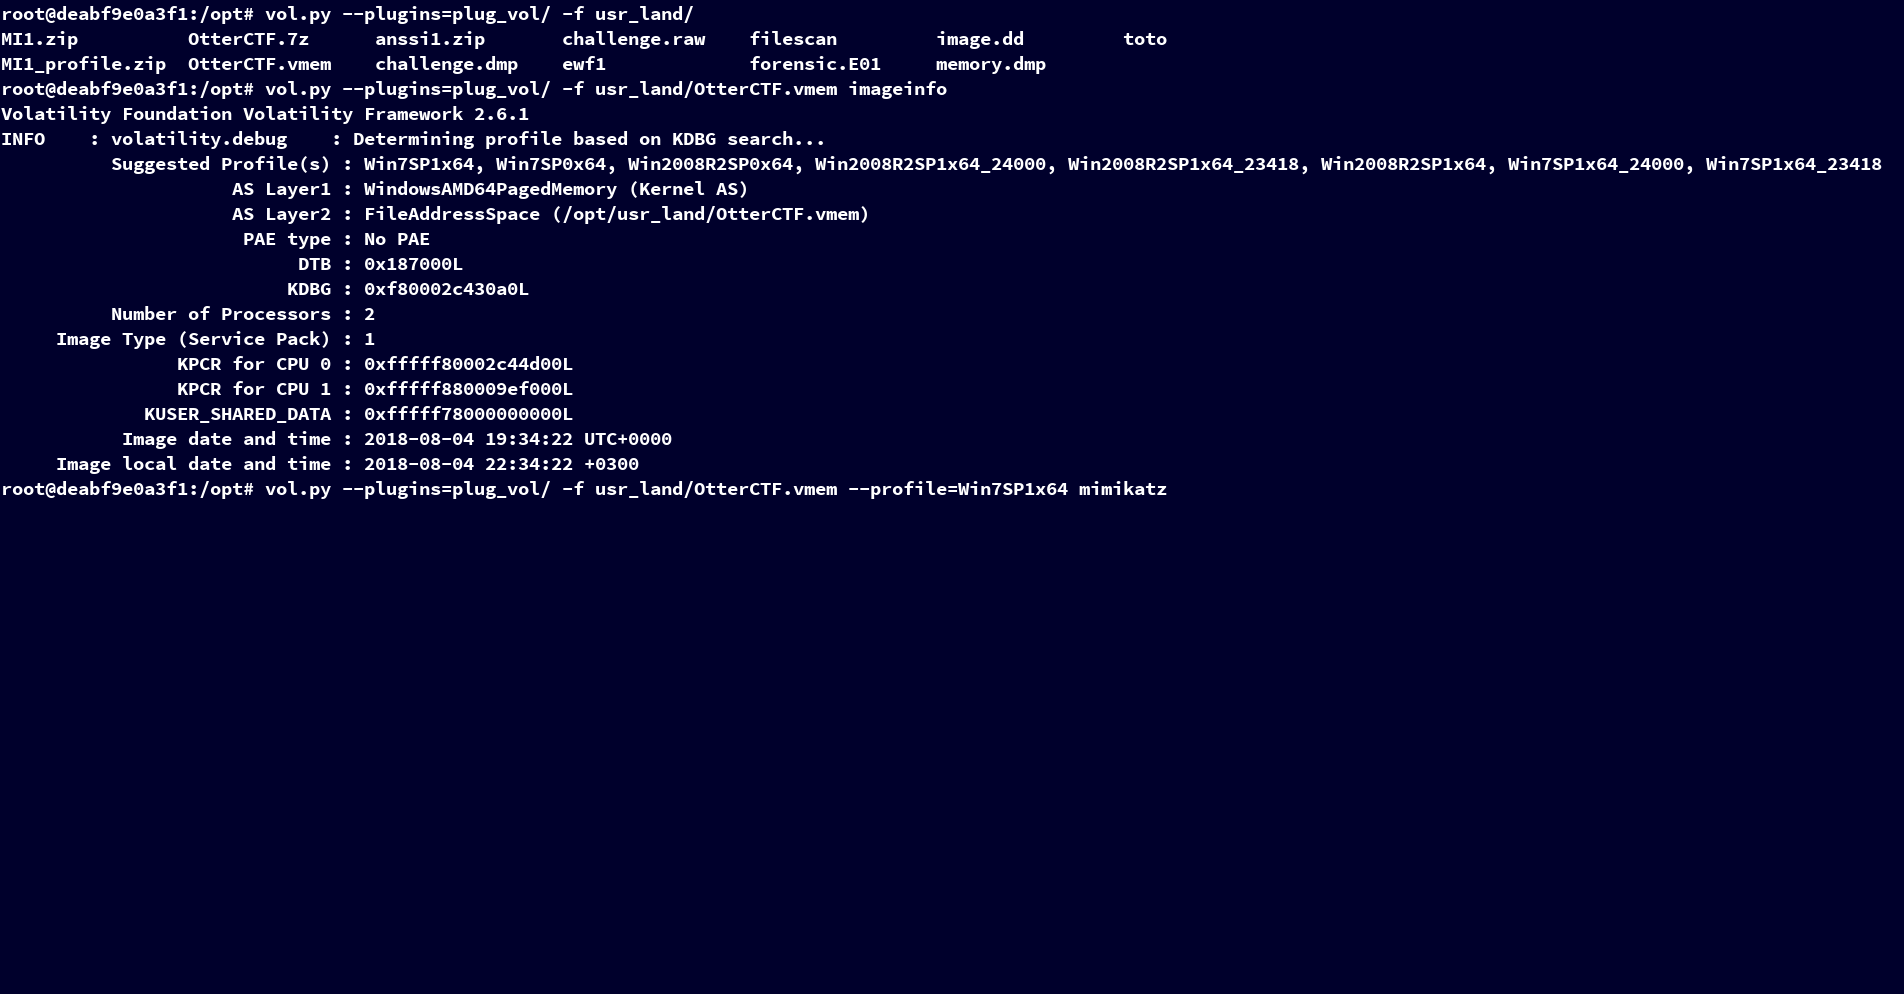 root@deabf9e0a3f1:/opt# vol.py --plugins=plug_vol/ -f usr_land/
MI1.zip          OtterCTF.7z      anssi1.zip       challenge.raw    filescan         image.dd         toto
MI1_profile.zip  OtterCTF.vmem    challenge.dmp    ewf1             forensic.E01     memory.dmp
root@deabf9e0a3f1:/opt# vol.py --plugins=plug_vol/ -f usr_land/OtterCTF.vmem imageinfo
Volatility Foundation Volatility Framework 2.6.1
INFO    : volatility.debug    : Determining profile based on KDBG search...
          Suggested Profile(s) : Win7SP1x64, Win7SP0x64, Win2008R2SP0x64, Win2008R2SP1x64_24000, Win2008R2SP1x64_23418, Win2008R2SP1x64, Win7SP1x64_24000, Win7SP1x64_23418
                     AS Layer1 : WindowsAMD64PagedMemory (Kernel AS)
                     AS Layer2 : FileAddressSpace (/opt/usr_land/OtterCTF.vmem)
                      PAE type : No PAE
                           DTB : 0x187000L
                          KDBG : 0xf80002c430a0L
          Number of Processors : 2
     Image Type (Service Pack) : 1
                KPCR for CPU 0 : 0xfffff80002c44d00L
                KPCR for CPU 1 : 0xfffff880009ef000L
             KUSER_SHARED_DATA : 0xfffff78000000000L
           Image date and time : 2018-08-04 19:34:22 UTC+0000
     Image local date and time : 2018-08-04 22:34:22 +0300
root@deabf9e0a3f1:/opt# vol.py --plugins=plug_vol/ -f usr_land/OtterCTF.vmem --profile=Win7SP1x64 mimikatz